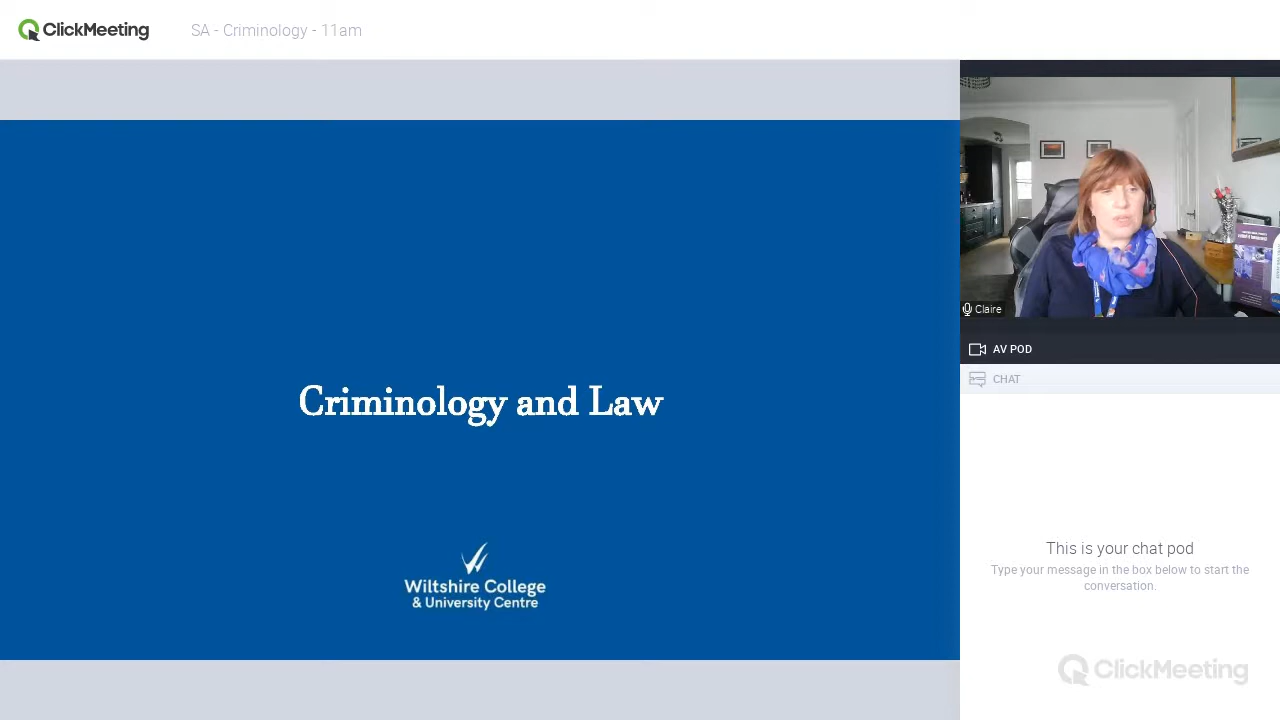 ClickMeeting
SA - Criminology - 11am
Criminology and Law
Wiltshire College
& University Centre
Claire
AV POD
CHAT
This is your chat pod
Type your message in the box below to start the
conversation.
ClickMeeting